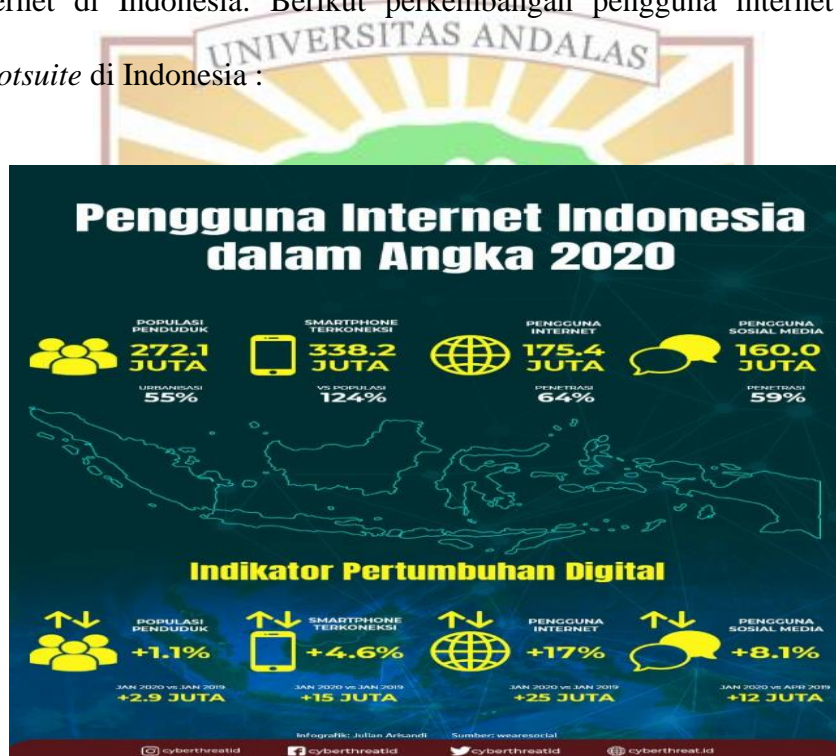 ernet di Indonesia. Berikut perkembangan pengguna internet
UNIVERSITAS ANDALAS
otsuite di Indonesia :
Pengguna Internet Indonesia
dalam Angka 2020
POPULASI
PENDUDUK
272.1
JUTA
URBANISASI
55%
SMARTPHONE
TERKONEKSI
338.2
JUTA
VS POPULASI
124%
PENGGUNA
INTERNET
175.4
JUTA
PENETRASI
64%
PENGGUNA
SOSIAL MEDIA
160.0
JUTA
PENETRASI
59%
Indikator Pertumbuhan Digital
POPULASI
PENDUDUK
+1.1%
JAN 2020 vs JAN 2019
+2.9 JUTA
SMARTPHONE
TERKONEKSI
+4.6%
JAN 2020 vs JAN 2019
+15 JUTA
PENGGUNA
INTERNET
+17%
JAN 2020 vs JAN 2019
+25 JUTA
PENGGUNA
SOSIAL MEDIA
+8.1%
JAN 2020 vs APR 2019
+12 JUTA
Infografik: Julian Arisandi Sumber: wearesocial
cyberthreatid cyberthreatid cyberthreatid cyberthreat.id